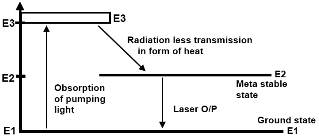 E3
E3
Radiation less transmission
in form of heat
E2
E2
Meta stable
state
Obsorption
of pumping
light
Laser O/P
Ground state
E1
E1